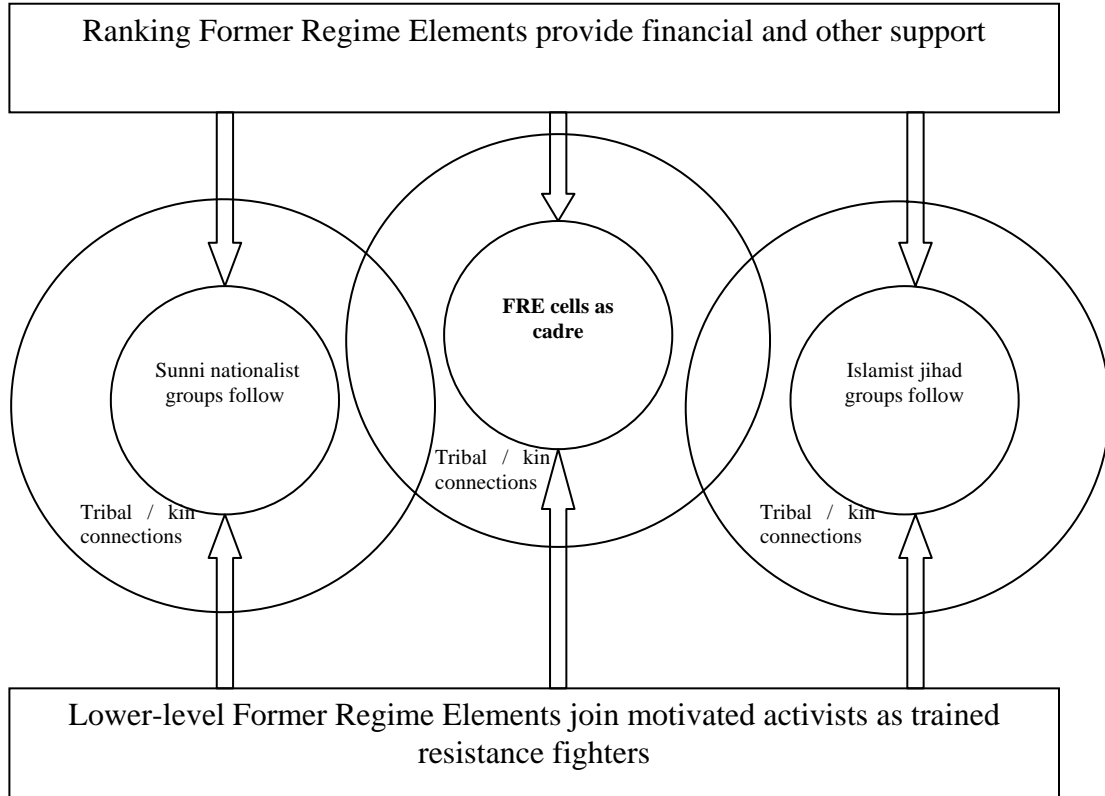 Ranking Former Regime Elements provide financial and other support
FRE cells as
cadre
Sunni nationalist
groups follow
Islamist jihad
groups follow
Tribal / kin
connections
Tribal / kin
connections
Tribal / kin
connections
Lower-level Former Regime Elements join motivated activists as trained
resistance fighters